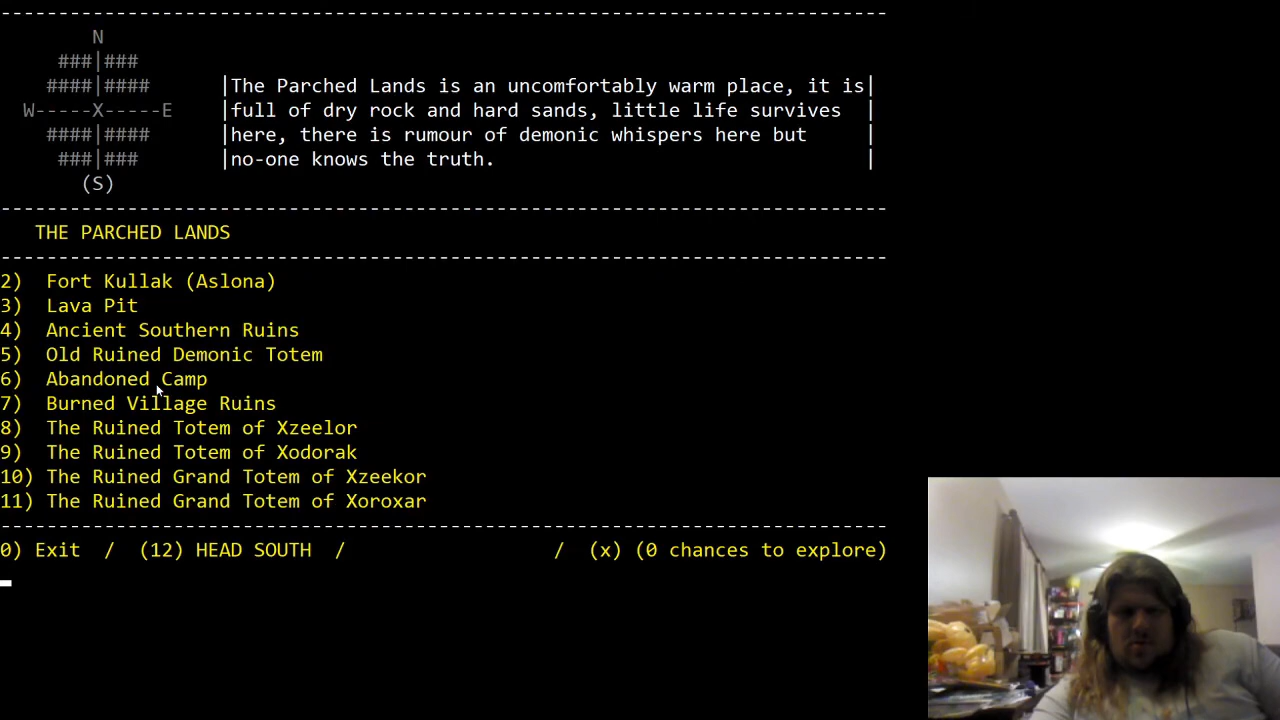 --------------------------------------------------------------------------------
N
###|###
####|####
W-----X-----E
####|####
###|###
(S)
|The Parched Lands is an uncomfortably warm place, it is|
|full of dry rock and hard sands, little life survives |
|here, there is rumour of demonic whispers here but |
|no-one knows the truth. |
--------------------------------------------------------------------------------
THE PARCHED LANDS
--------------------------------------------------------------------------------
2) Fort Kullak (Aslona)
3) Lava Pit
4) Ancient Southern Ruins
5) Old Ruined Demonic Totem
6) Abandoned Camp
7) Burned Village Ruins
8) The Ruined Totem of Xzeelor
9) The Ruined Totem of Xodorak
10) The Ruined Grand Totem of Xzeekor
11) The Ruined Grand Totem of Xoroxar
--------------------------------------------------------------------------------
0) Exit / (12) HEAD SOUTH / / (x) (0 chances to explore)